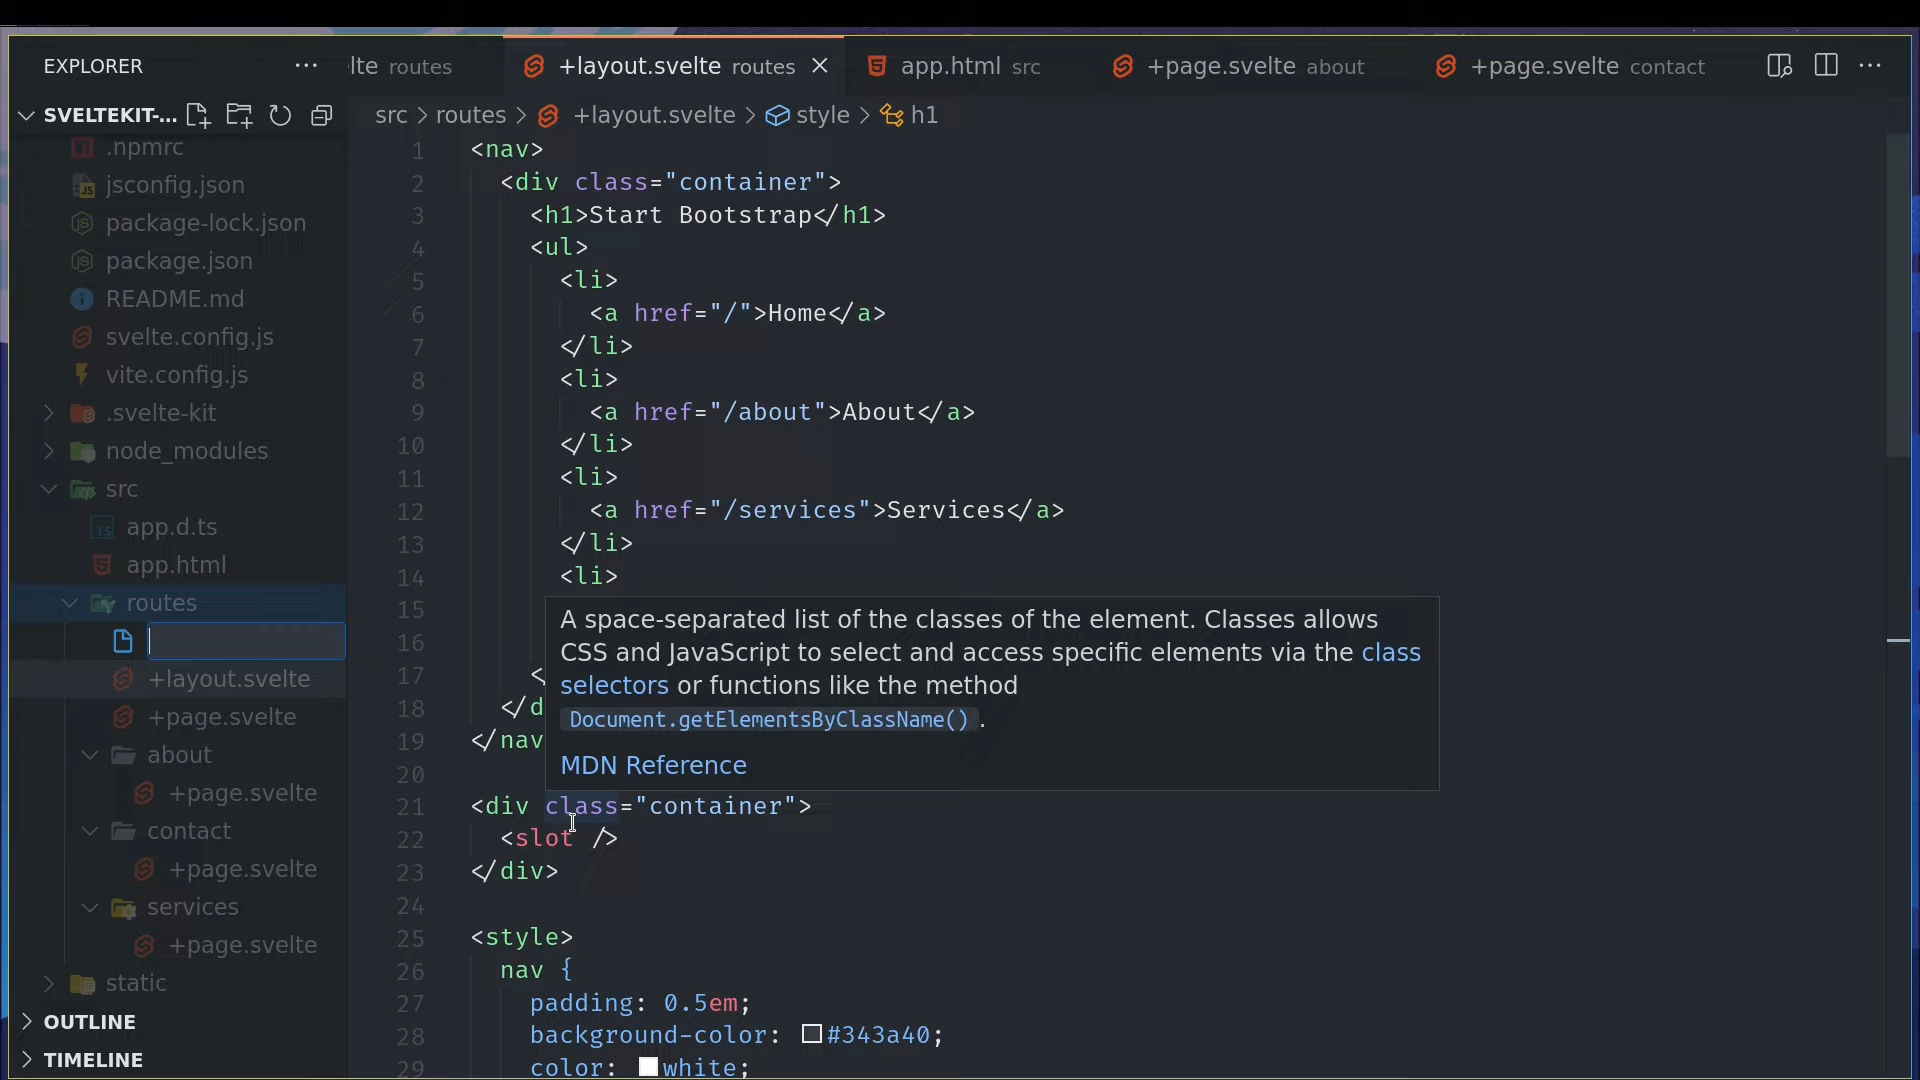 EXPLORER
lte routes
+layout.svelte routes
app.html src
+page.svelte about
+page.svelte contact
SVELTEKIT-...
src > routes > +layout.svelte > style > h1
.npmrc
jsconfig.json
package-lock.json
package.json
README.md
svelte.config.js
vite.config.js
.svelte-kit
node_modules
src
TS app.d.ts
app.html
routes
+layout.svelte
+page.svelte
about
+page.svelte
contact
+page.svelte
services
+page.svelte
static
OUTLINE
TIMELINE
1 <nav>
2 <div class="container">
3 <h1>Start Bootstrap</h1>
4 <ul>
5 <li>
6 <a href="/">Home</a>
7 </li>
8 <li>
9 <a href="/about">About</a>
10 </li>
11 <li>
12 <a href="/services">Services</a>
13 </li>
14 <li>
15
16
17 <
18 </d
19 </nav
20
A space-separated list of the classes of the element. Classes allows
CSS and JavaScript to select and access specific elements via the class
selectors or functions like the method
Document.getElementsByClassName() .
MDN Reference
21 <div class="container">
22 <slot />
23 </div>
24
25 <style>
26 nav {
27 padding: 0.5em;
28 background-color: #343a40;
29 color: white;